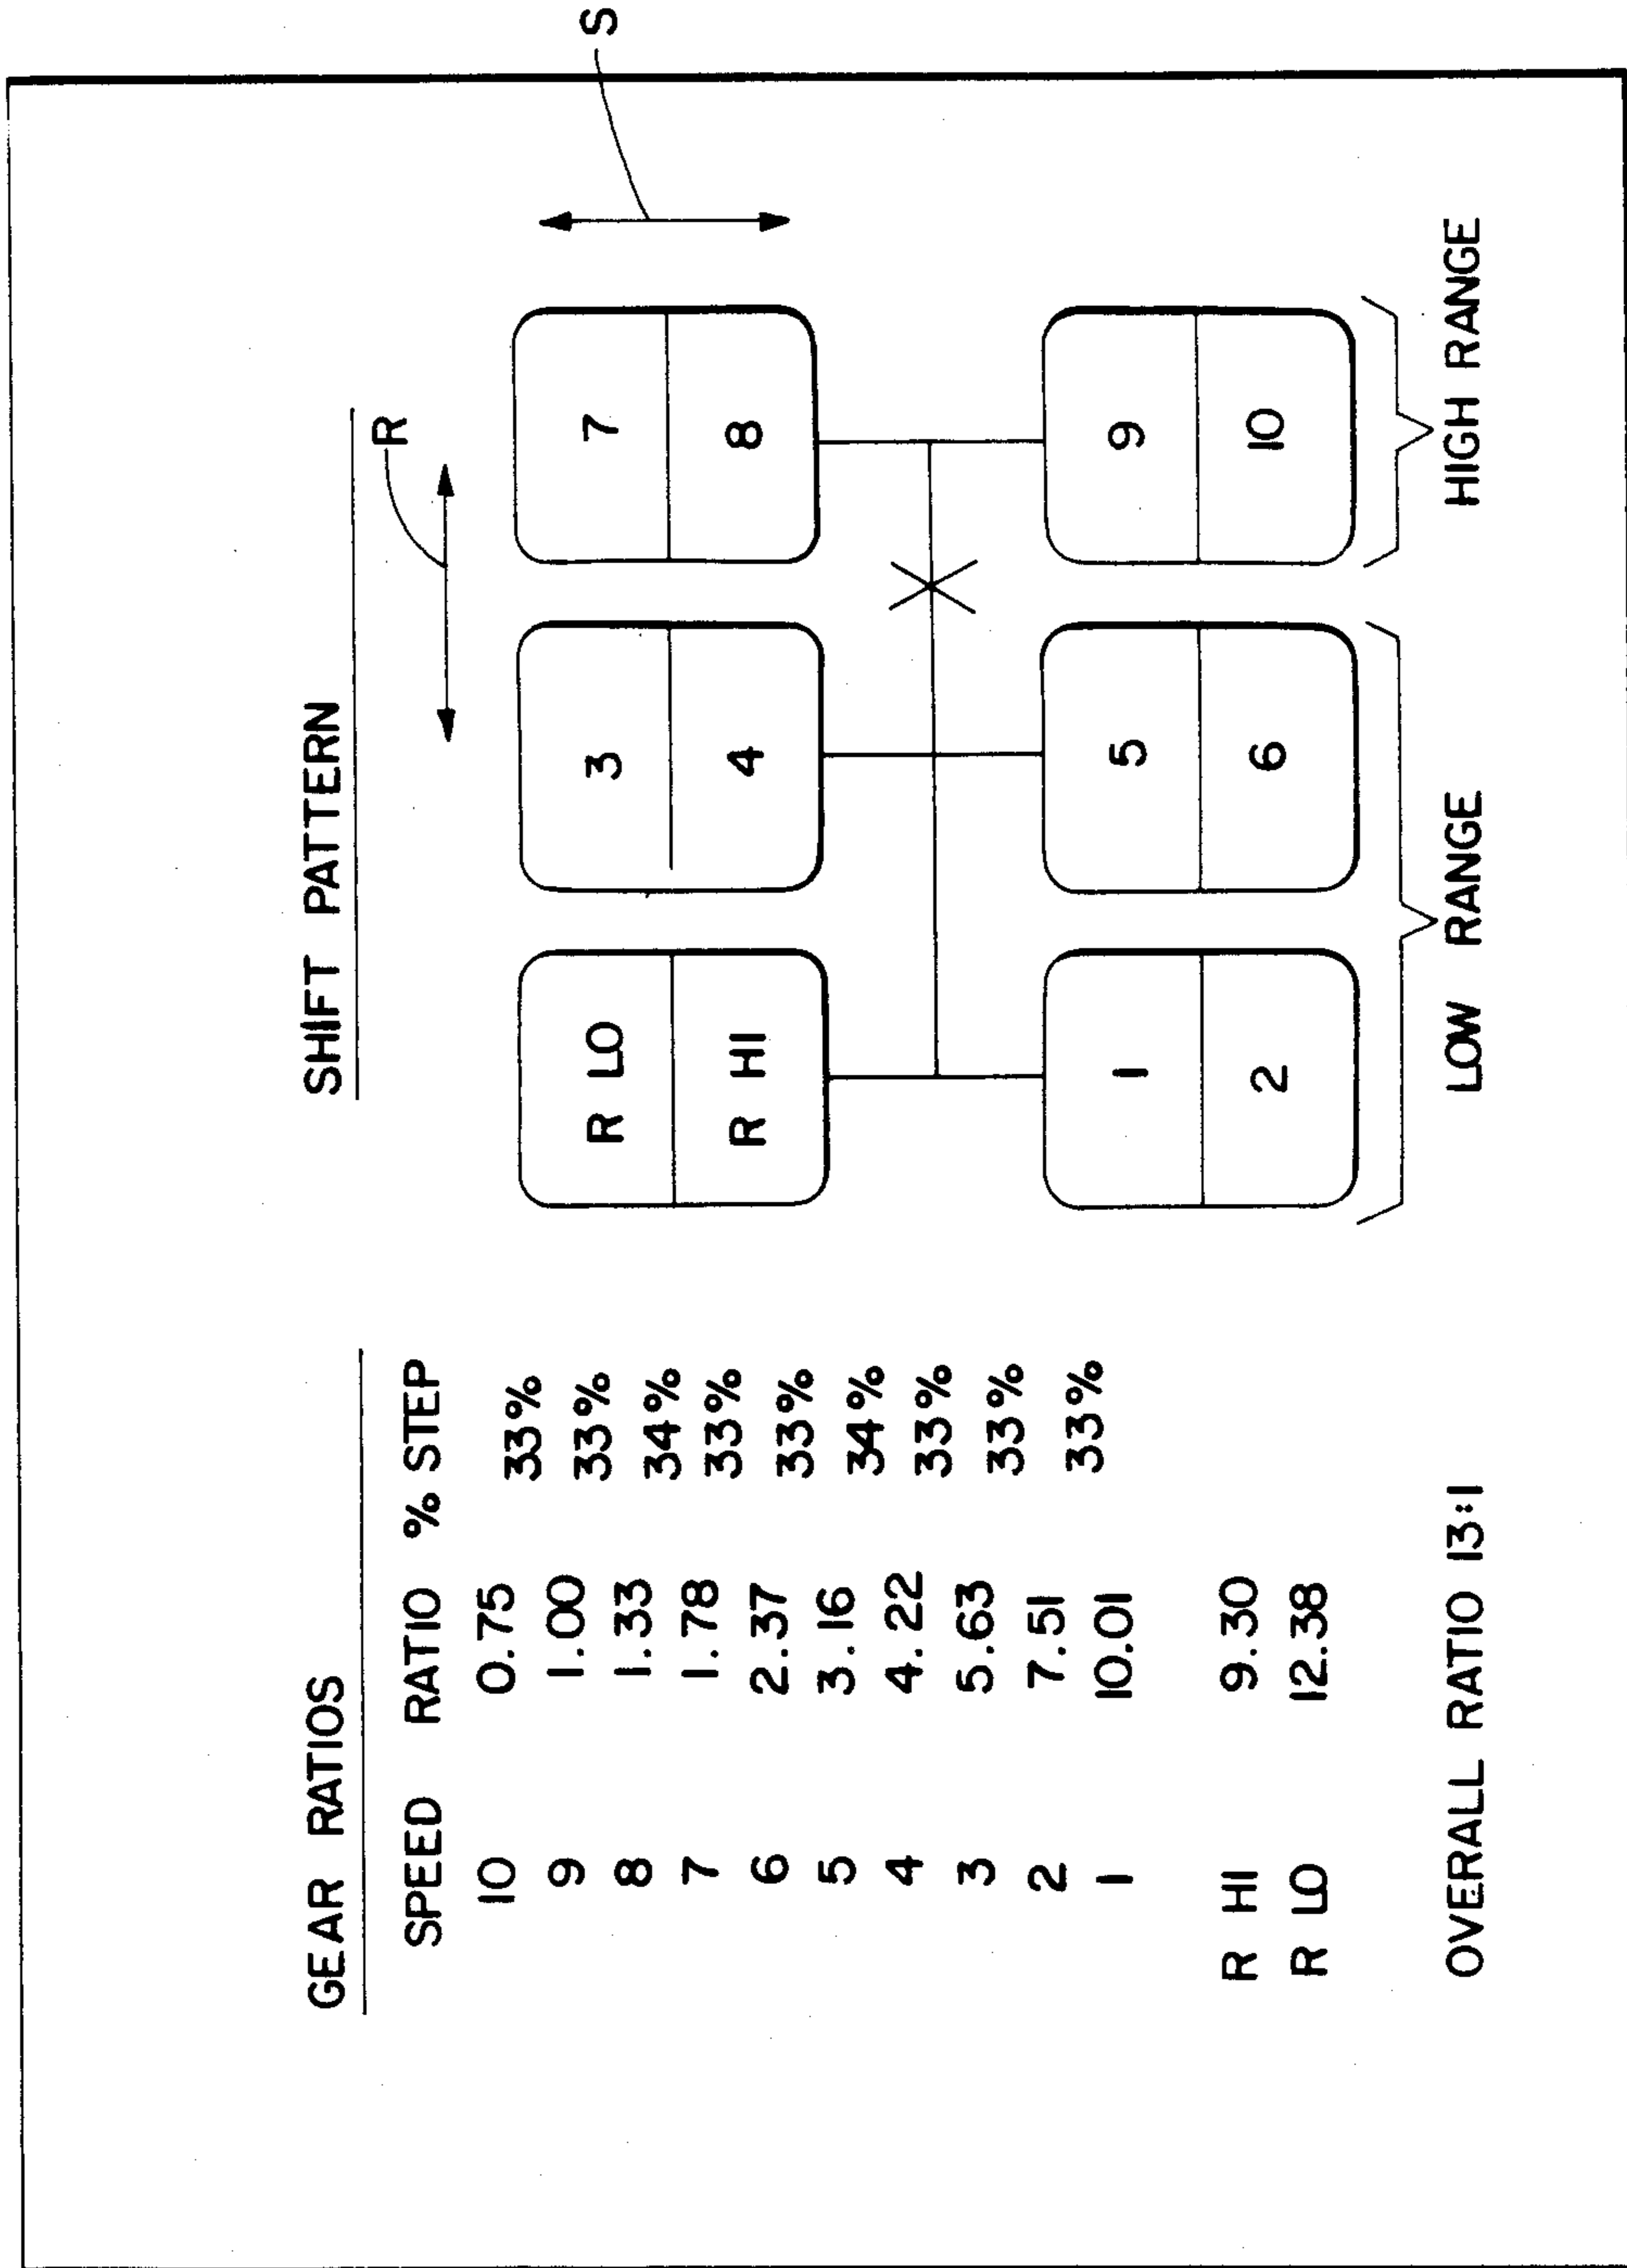 GEAR RATIOS
SPEED RATIO % STEP
10 0.75
33%
9 1.00
33%
8 1.33
34%
7 1.78
33%
6 2.37
33%
5 3.16
34%
4 4.22
33%
3 5.63
33%
2 7.51
33%
1 10.01
R HI 9.30
R LO 12.38
OVERALL RATIO 13:1
SHIFT PATTERN
R
S
R LO 3 7
R HI 4 8
1 5 9
2 6 10
LOW RANGE HIGH RANGE